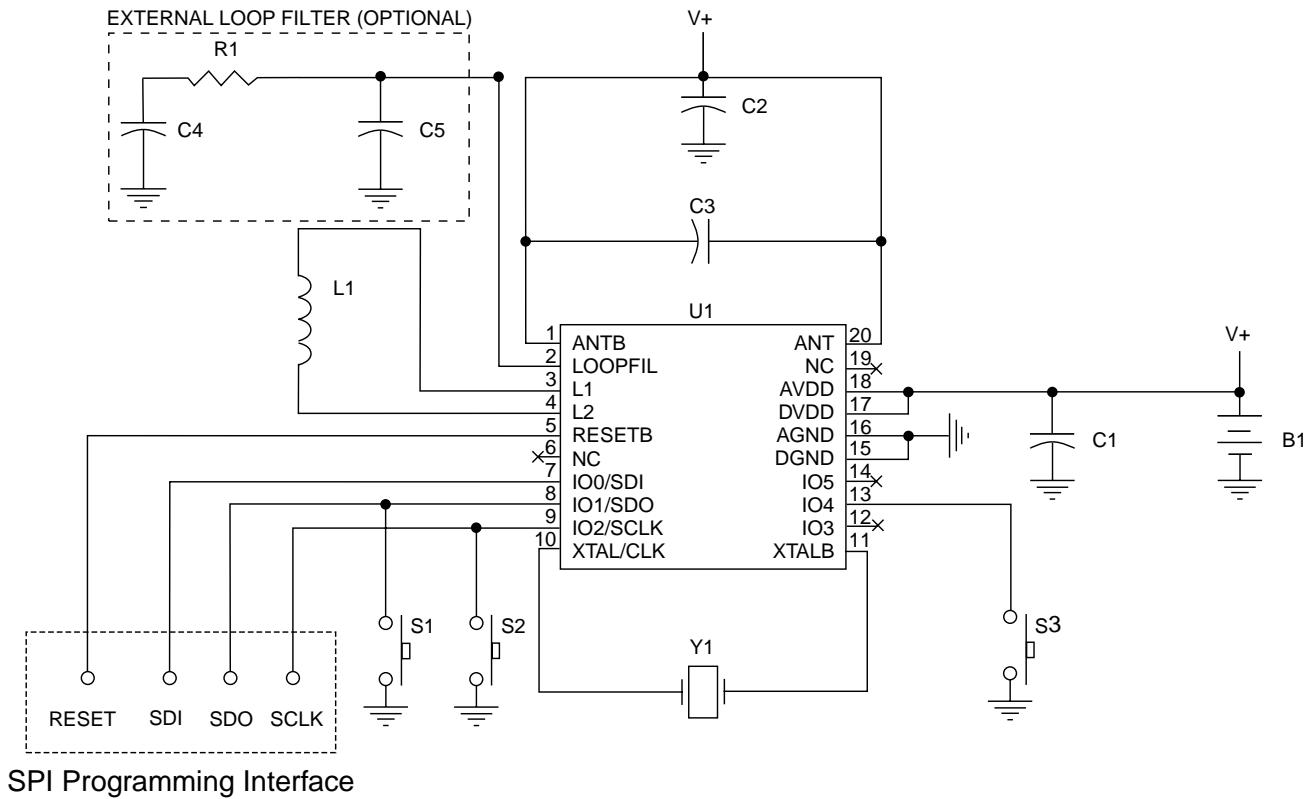 EXTERNAL LOOP FILTER (OPTIONAL)
V+
R1
C2
C4
C5
C3
L1
U1
V+
1 ANTB
ANT 20
2 LOOPFIL
NC 19
3 L1
AVDD 18
4 L2
DVDD 17
5 RESETB
AGND 16
6 NC
DGND 15
7 IO0/SDI
IO5 14
8 IO1/SDO
IO4 13
9 IO2/SCLK
IO3 12
10 XTAL/CLK
XTALB 11
C1
B1
S1
S2
S3
Y1
RESET SDI SDO SCLK
SPI Programming Interface